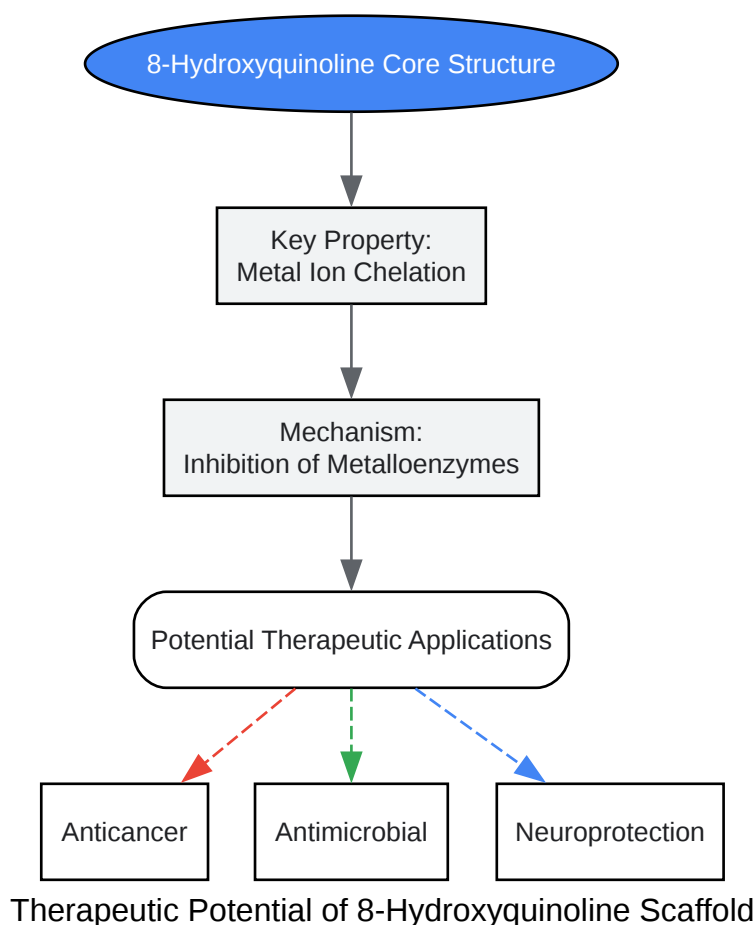 8-Hydroxyquinoline Core Structure
Key Property:
Metal Ion Chelation
Mechanism:
Inhibition of Metalloenzymes
Potential Therapeutic Applications
Anticancer
Antimicrobial
Neuroprotection
Therapeutic Potential of 8-Hydroxyquinoline Scaffold